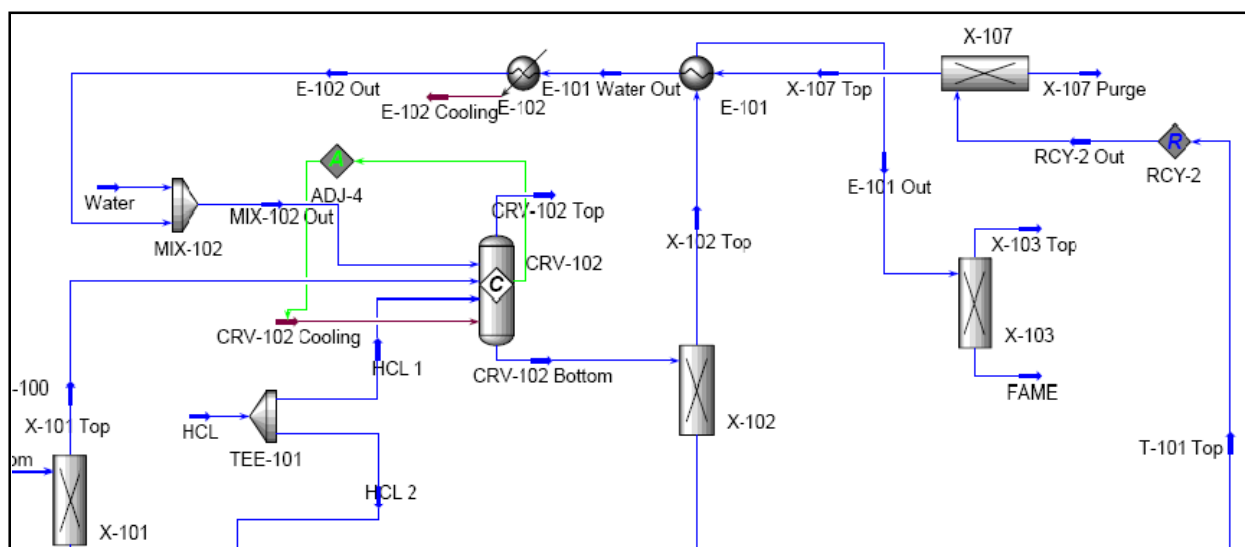 X-107
E-102 Out
E-102 Cooling
E-102
E-101 Water Out
E-101
X-107 Top
X-107 Purge
RCY-2 Out
RCY-2
E-101 Out
A
R
ADJ-4
Water
MIX-102
MIX-102 Out
CRV-102 Top
CRV-102
C
X-102 Top
X-103 Top
X-103
FAME
CRV-102 Cooling
HCL 1
CRV-102 Bottom
X-102
-100
X-101 Top
HCL
TEE-101
HCL 2
T-101 Top
om
X-101